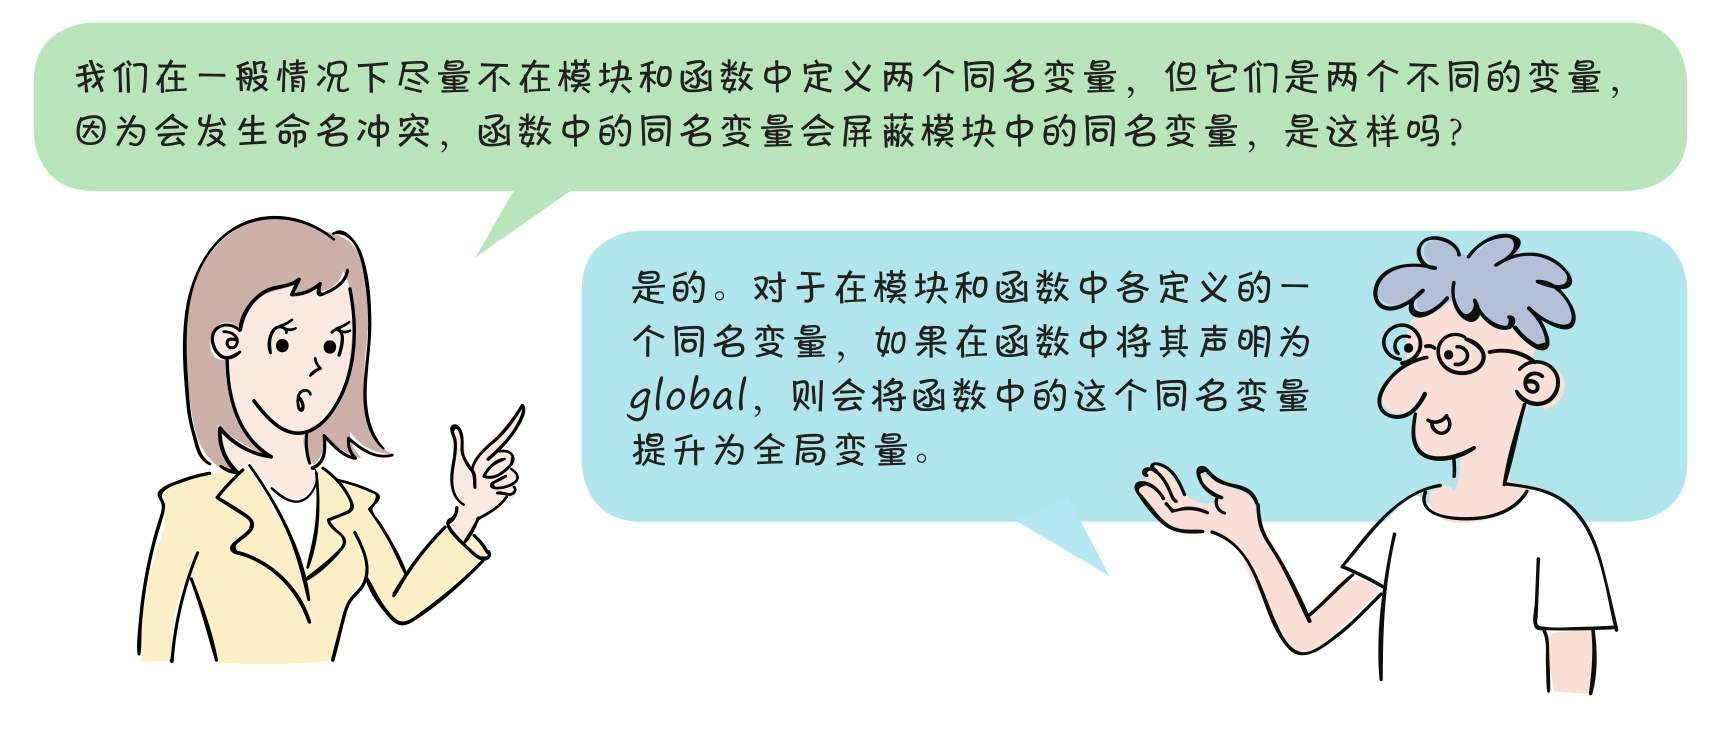 我们在一般情况下尽量不在模块和函数中定义两个同名变量，但它们是两个不同的变量，
因为会发生命名冲突，函数中的同名变量会屏蔽模块中的同名变量，是这样吗？
是的。对于在模块和函数中各定义的一
个同名变量，如果在函数中将其声明为
global，则会将函数中的这个同名变量
提升为全局变量。